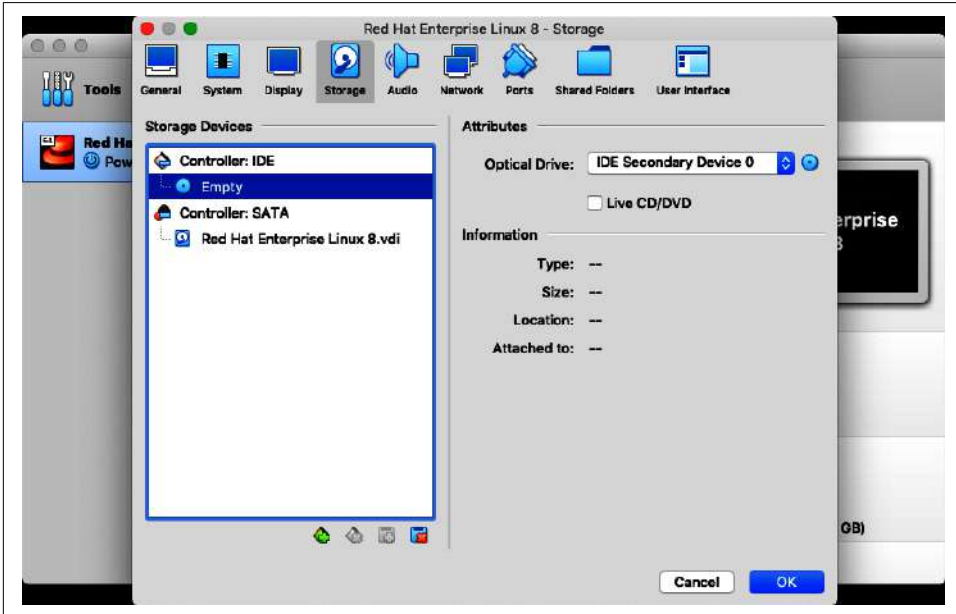 Red Hat Enterprise Linux 8 - Storage
Tools
General System Display Storage Audio Network Ports Shared Folders User Interface
Red Ha
Pow
Storage Devices
Controller: IDE
Empty
Controller: SATA
Red Hat Enterprise Linux 8.vdi
Attributes
Optical Drive: IDE Secondary Device 0
Live CD/DVD
Information
Type: --
Size: --
Location: --
Attached to: --
erprise
8
GB)
Cancel OK